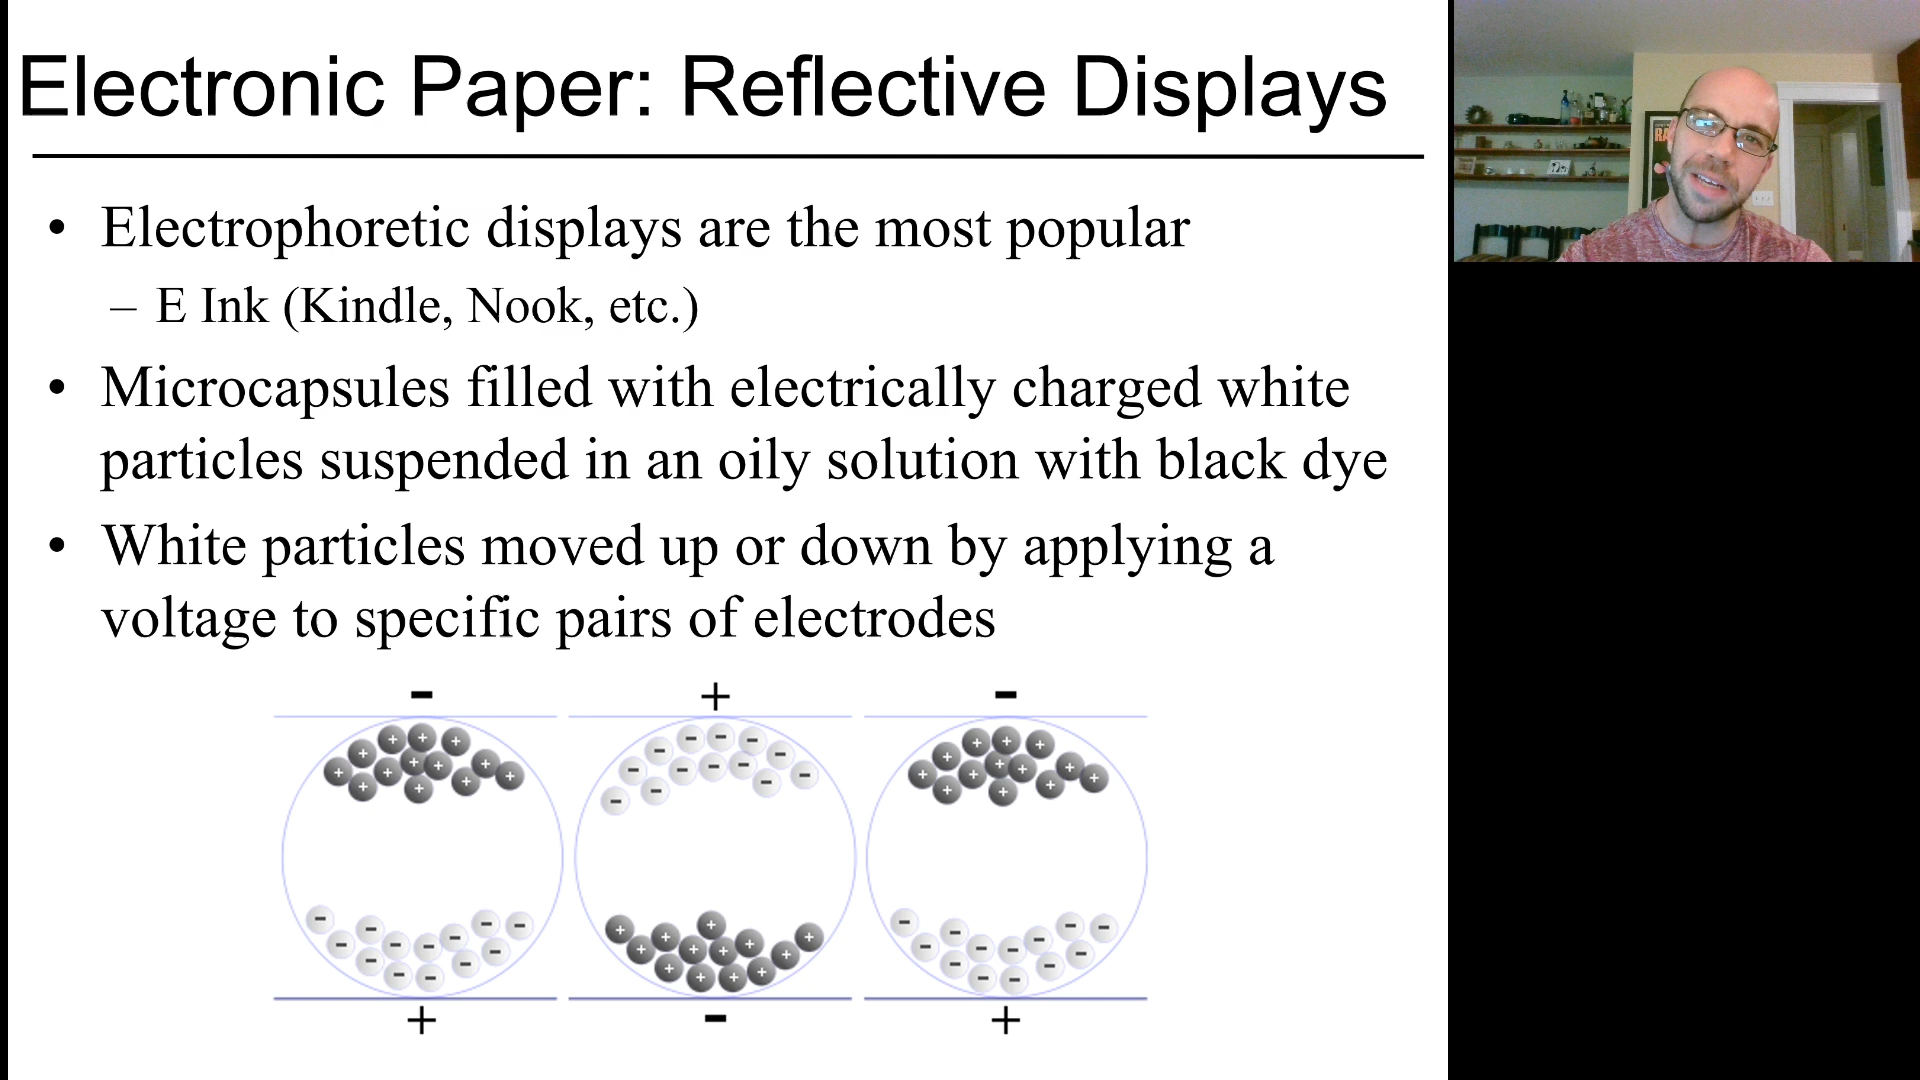 Electronic Paper: Reflective Displays
• Electrophoretic displays are the most popular
– E Ink (Kindle, Nook, etc.)
• Microcapsules filled with electrically charged white
particles suspended in an oily solution with black dye
• White particles moved up or down by applying a
voltage to specific pairs of electrodes
- + -
+ - +
RA